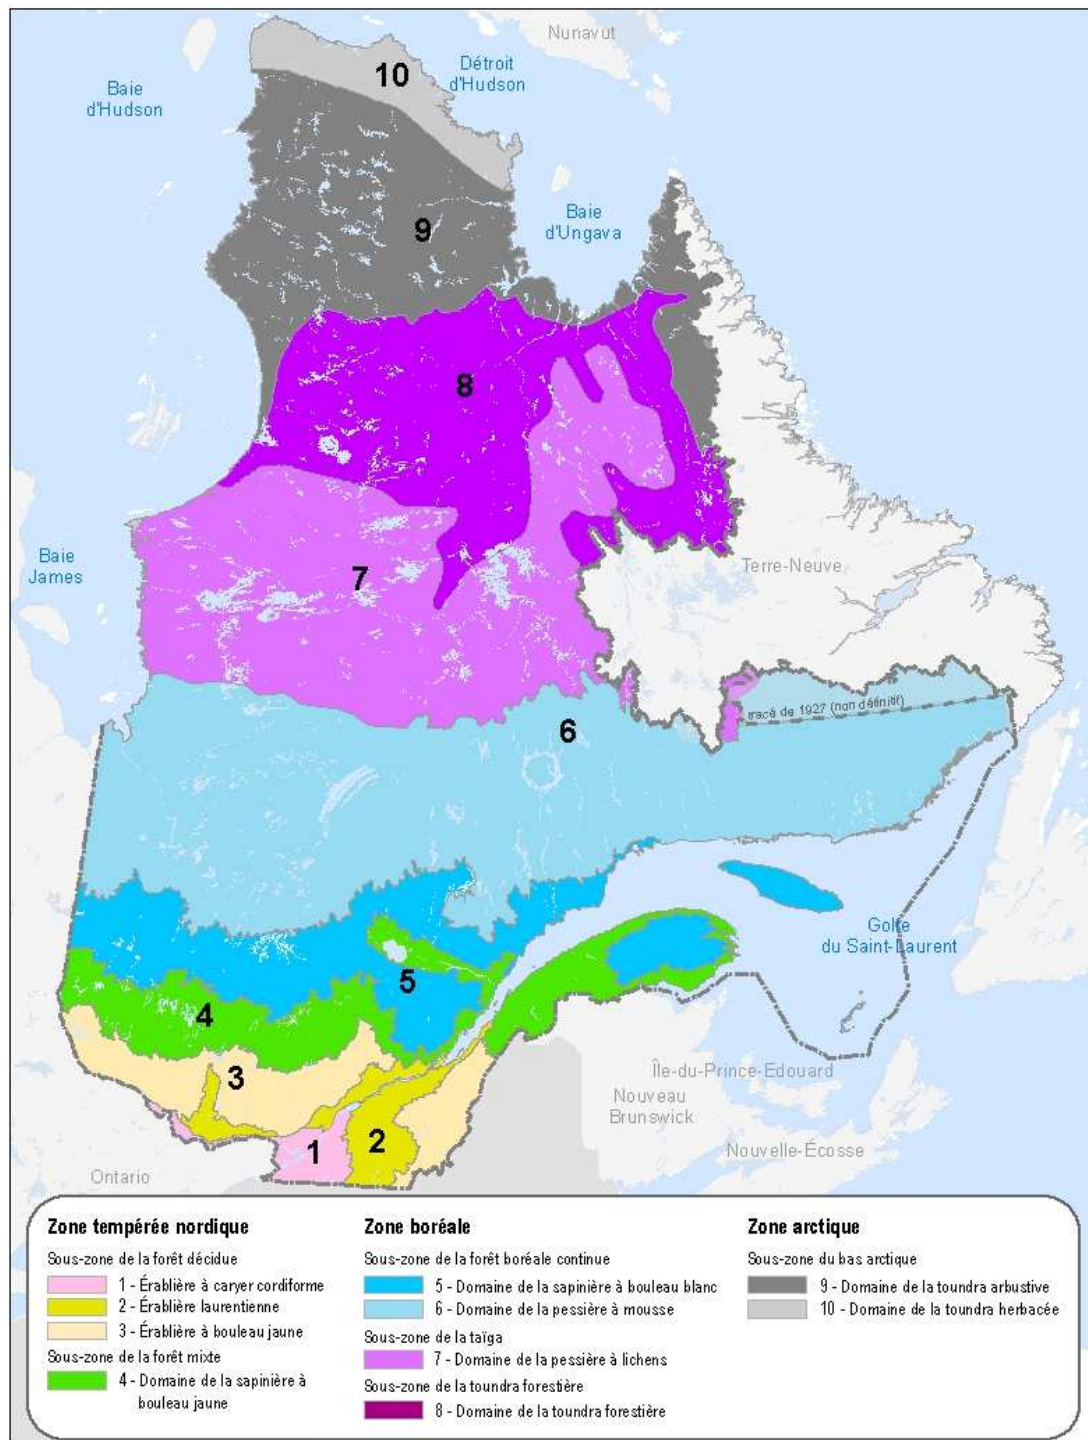 Nunavut
10
Détroit
d'Hudson
Baie
d'Hudson
9
Baie
d'Ungava
8
Baie
James
7
Terre-Neuve
tracé de 1927 (non définitif)
6
Golfe
du Saint-Laurent
5
4
3
Île-du-Prince-Edouard
Nouveau
Brunswick
1
2
Nouvelle-Écosse
Ontario
Zone tempérée nordique
Sous-zone de la forêt décidue
1 - Érablière à caryer cordiforme
2 - Érablière laurentienne
3 - Érablière à bouleau jaune
Sous-zone de la forêt mixte
4 - Domaine de la sapinière à
bouleau jaune
Zone boréale
Sous-zone de la forêt boréale continue
5 - Domaine de la sapinière à bouleau blanc
6 - Domaine de la pessière à mousse
Sous-zone de la taïga
7 - Domaine de la pessière à lichens
Sous-zone de la toundra forestière
8 - Domaine de la toundra forestière
Zone arctique
Sous-zone du bas arctique
9 - Domaine de la toundra arbustive
10 - Domaine de la toundra herbacée